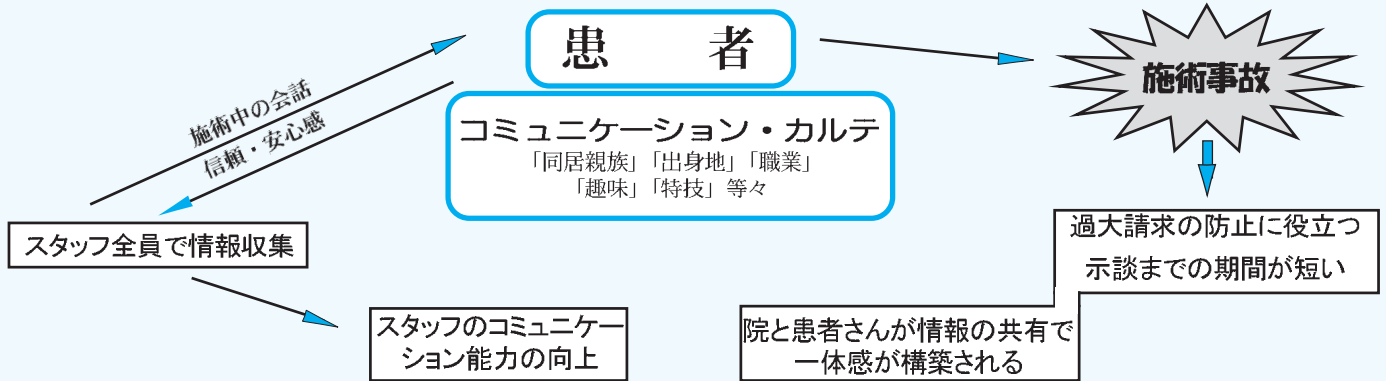 患　者
施術事故
コミュニケーション・カルテ
「同居親族」「出身地」「職業」
「趣味」「特技」等々
施術中の会話
信頼・安心感
スタッフ全員で情報収集
過大請求の防止に役立つ
示談までの期間が短い
スタッフのコミュニケー
ション能力の向上
院と患者さんが情報の共有で
一体感が構築される